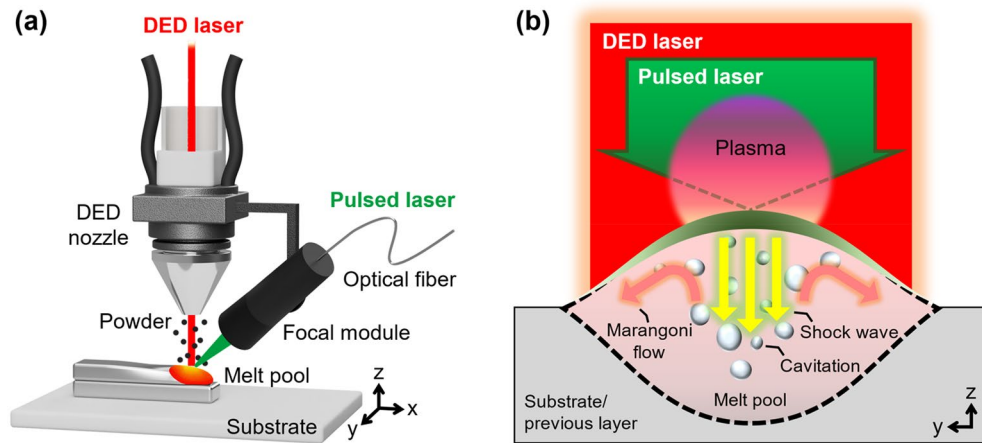 (a)
DED laser
DED
nozzle
Pulsed laser
Optical fiber
Powder
Focal module
Melt pool
Substrate
z
x
y
(b)
DED laser
Pulsed laser
Plasma
Marangoni
flow
Shock wave
Cavitation
Melt pool
Substrate/
previous layer
z
y